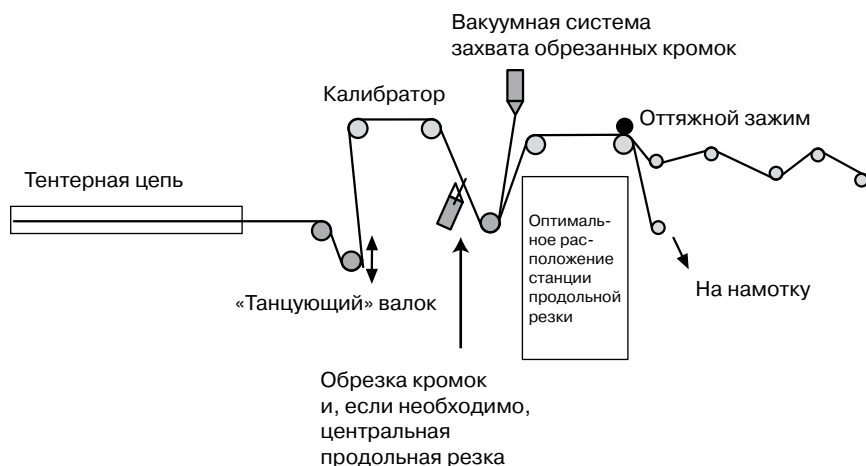 Вакуумная система
захвата обрезанных кромок
Калибратор
Оттяжной зажим
Тентерная цепь
Оптималь-
ное рас-
положение
станции
продольной
резки
На намотку
«Танцующий» валок
Обрезка кромок
и, если необходимо,
центральная
продольная резка